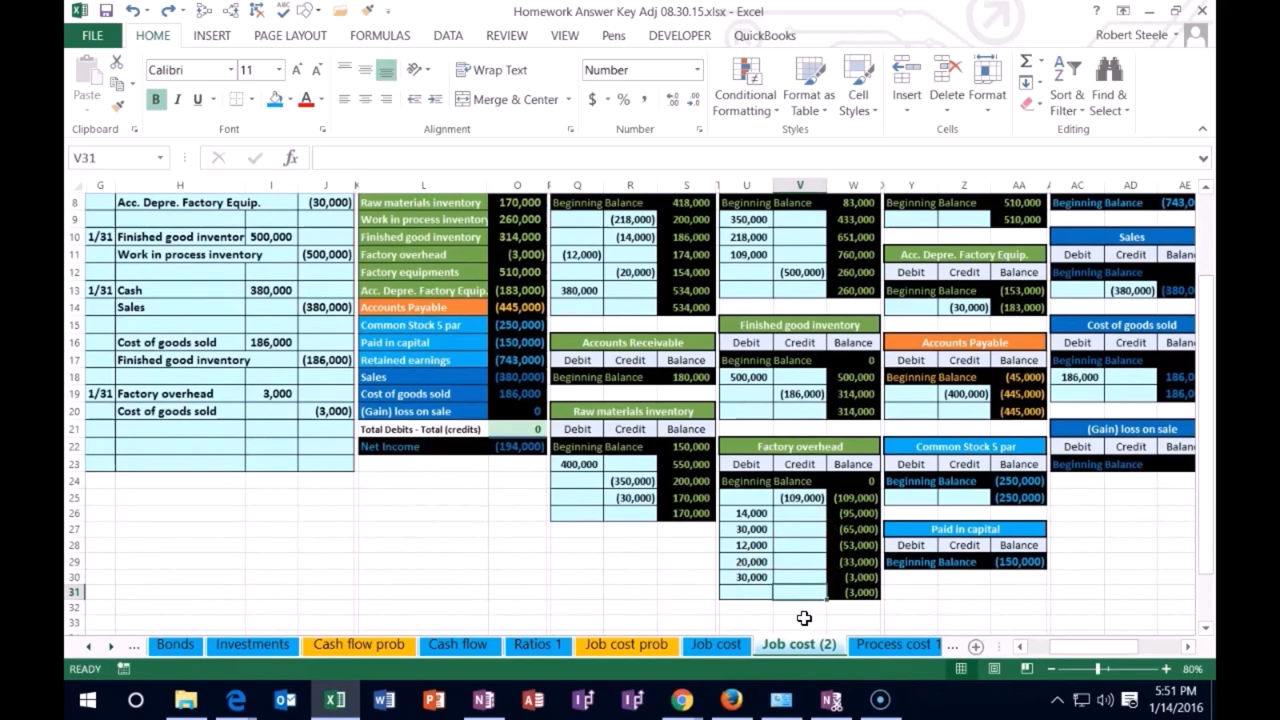 Homework Answer Key Adj 08.30.15.xlsx - Excel
FILE HOME INSERT PAGE LAYOUT FORMULAS DATA REVIEW VIEW Pens DEVELOPER QuickBooks Robert Steele
Calibri 11 Wrap Text Number
Paste B I U A Merge & Center $ % , Conditional Formatting Format as Table Cell Styles Insert Delete Format Sort & Filter Find & Select
Clipboard Font Alignment Number Styles Cells Editing
V31 fx
G H I J L O Q R S U V W Y Z AA AC AD AE
8 Acc. Depre. Factory Equip. (30,000) Raw materials inventory 170,000 Beginning Balance 418,000 Beginning Balance 83,000 Beginning Balance 510,000 Beginning Balance (743,0
9 Work in process inventory 260,000 (218,000) 200,000 350,000 433,000 510,000
10 1/31 Finished good inventor 500,000 Finished good inventory 314,000 (14,000) 186,000 218,000 651,000 Sales
11 Work in process inventory (500,000) Factory overhead (3,000) (12,000) 174,000 109,000 760,000 Acc. Depre. Factory Equip. Debit Credit Balan
12 Factory equipments 510,000 (20,000) 154,000 (500,000) 260,000 Debit Credit Balance Beginning Balance
13 1/31 Cash 380,000 Acc. Depre. Factory Equip. (183,000) 380,000 534,000 260,000 Beginning Balance (153,000) (380,000) (380,0
14 Sales (380,000) Accounts Payable (445,000) 534,000 (30,000) (183,000)
15 Common Stock 5 par (250,000) Finished good inventory Cost of goods sold
16 Cost of goods sold 186,000 Paid in capital (150,000) Accounts Receivable Debit Credit Balance Accounts Payable Debit Credit Balan
17 Finished good inventory (186,000) Retained earnings (743,000) Debit Credit Balance Beginning Balance 0 Debit Credit Balance Beginning Balance
18 Sales (380,000) Beginning Balance 180,000 500,000 500,000 Beginning Balance (45,000) 186,000 186,0
19 1/31 Factory overhead 3,000 Cost of goods sold 186,000 (186,000) 314,000 (400,000) (445,000) 186,0
20 Cost of goods sold (3,000) (Gain) loss on sale 0 Raw materials inventory 314,000 (445,000)
21 Total Debits - Total (credits) 0 Debit Credit Balance (Gain) loss on sale
22 Net Income (194,000) Beginning Balance 150,000 Factory overhead Common Stock 5 par Debit Credit Balan
23 400,000 550,000 Debit Credit Balance Debit Credit Balance Beginning Balance
24 (350,000) 200,000 Beginning Balance 0 Beginning Balance (250,000)
25 (30,000) 170,000 (109,000) (109,000) (250,000)
26 170,000 14,000 (95,000)
27 30,000 (65,000) Paid in capital
28 12,000 (53,000) Debit Credit Balance
29 20,000 (33,000) Beginning Balance (150,000)
30 30,000 (3,000)
31 (3,000)
32
33
... Bonds Investments Cash flow prob Cash flow Ratios 1 Job cost prob Job cost Job cost (2) Process cost 1 ...
READY 80%
5:51 PM
1/14/2016